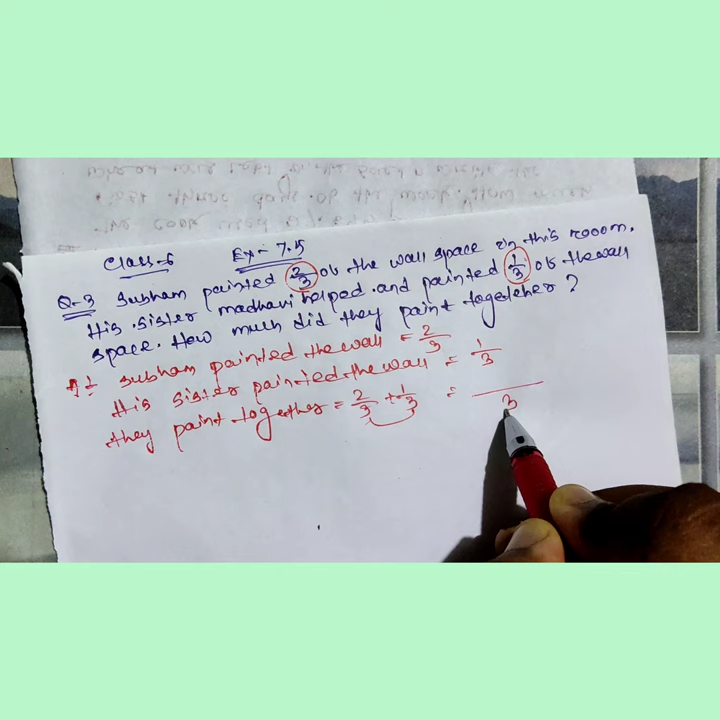 Class-6 Ex-7.5
Q-3 Subham painted 2/3 of the wall space in this rooom.
His sister madhavi helped and painted 1/3 of the wall
space. How much did they paint together?
Subham painted the wall = 2/3
His sister painted the wall = 1/3
they paint together = 2/3 + 1/3 = /3